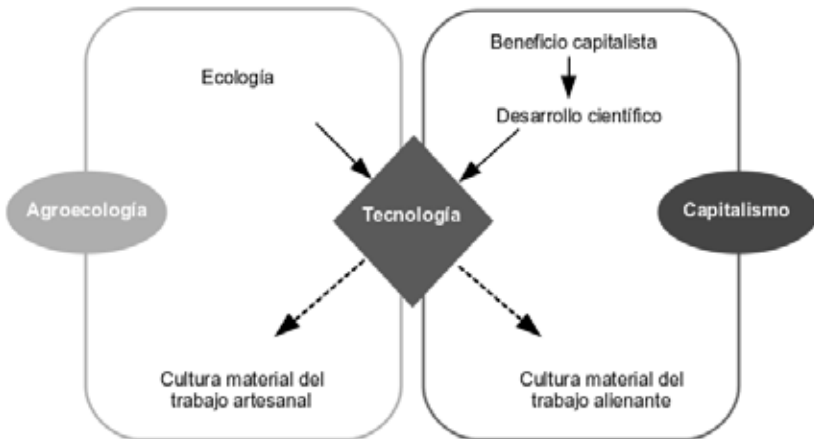 Beneficio capitalista
Ecología
Desarrollo científico
Agroecología
Tecnología
Capitalismo
Cultura material del
trabajo artesanal
Cultura material del
trabajo alienante